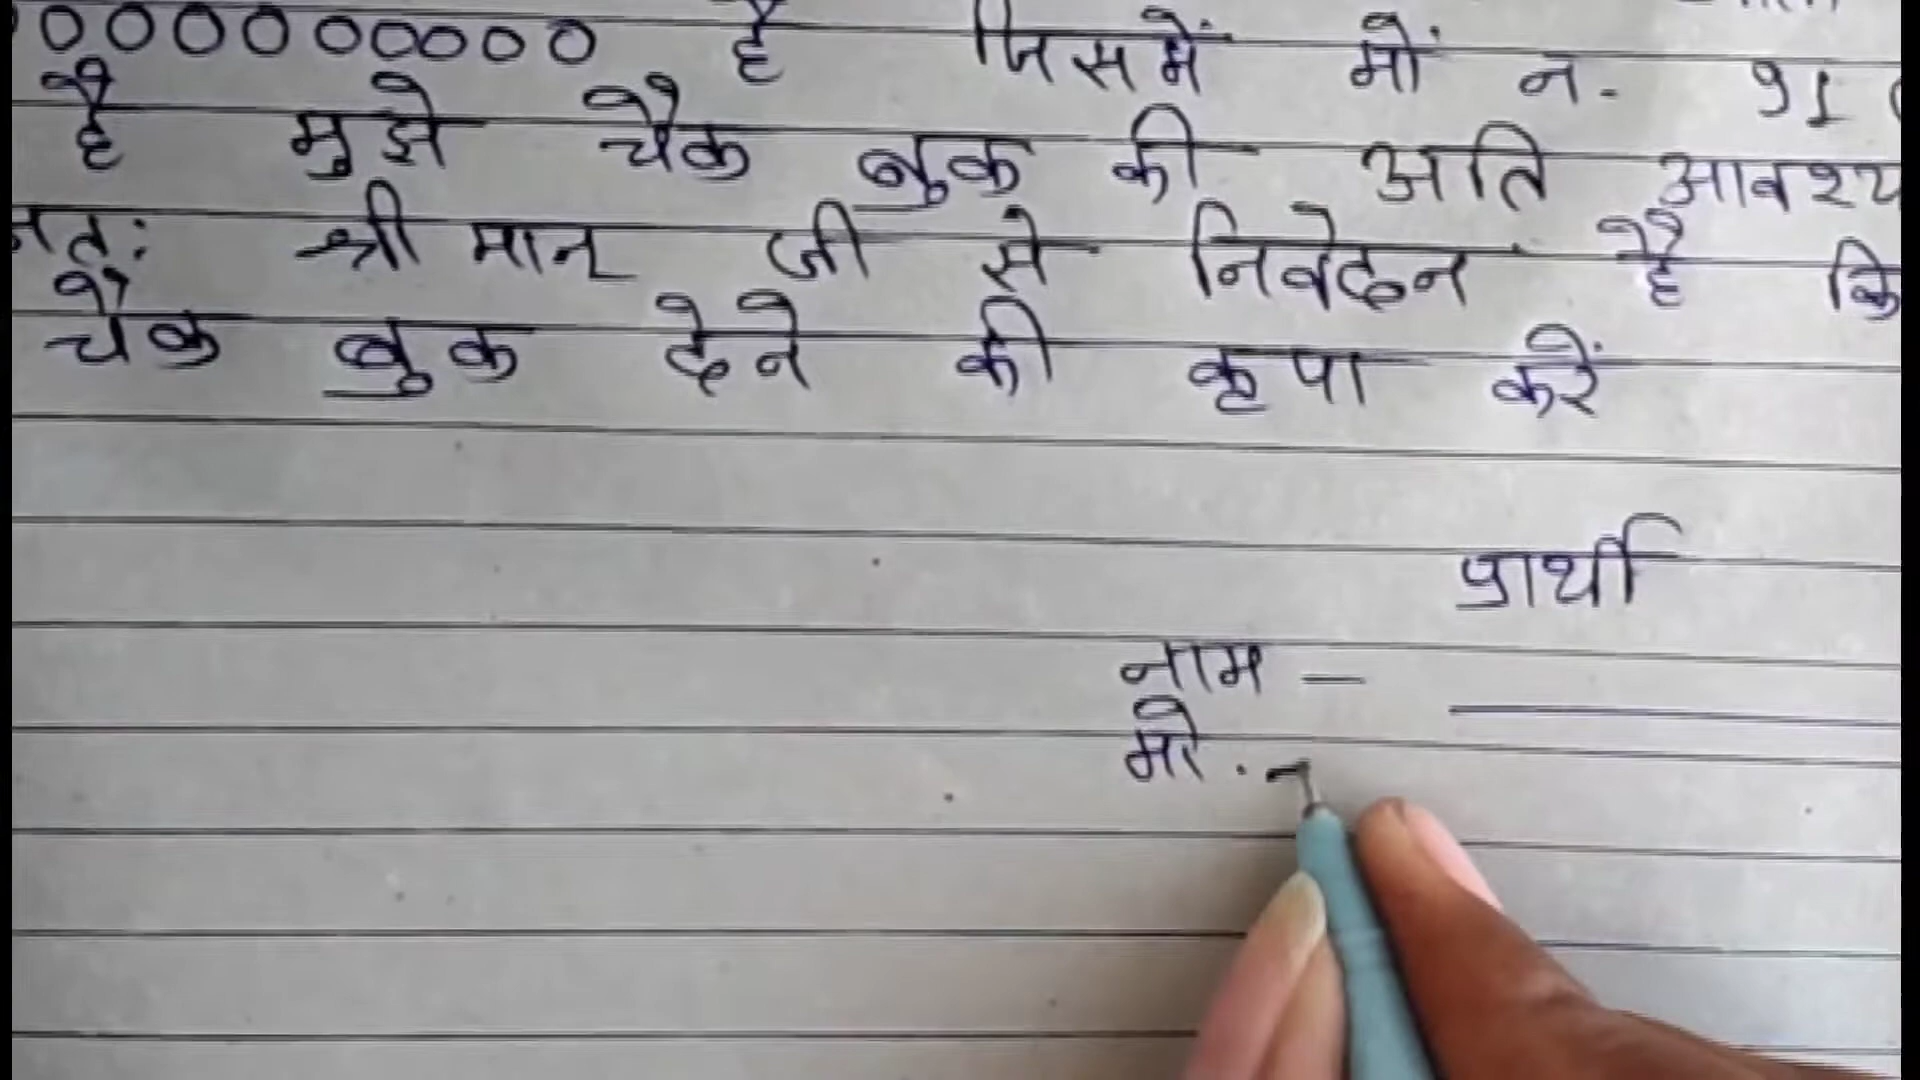 0000000000 है जिसमें मों न. 91
है मुझे चैक बुक की अति आवश्य
अत: श्री मान् जी से निवेदन है कि
चैक बुक देने की कृपा करें
प्रार्थी
नाम —
मो. -